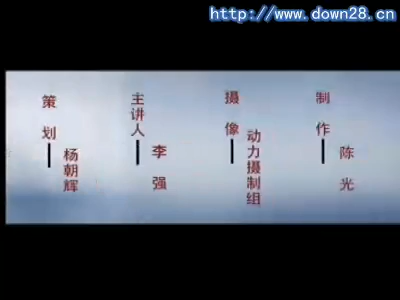 http://www.down28.cn
策划
杨朝辉
主讲人
李强
摄像
动力摄制组
制作
陈光